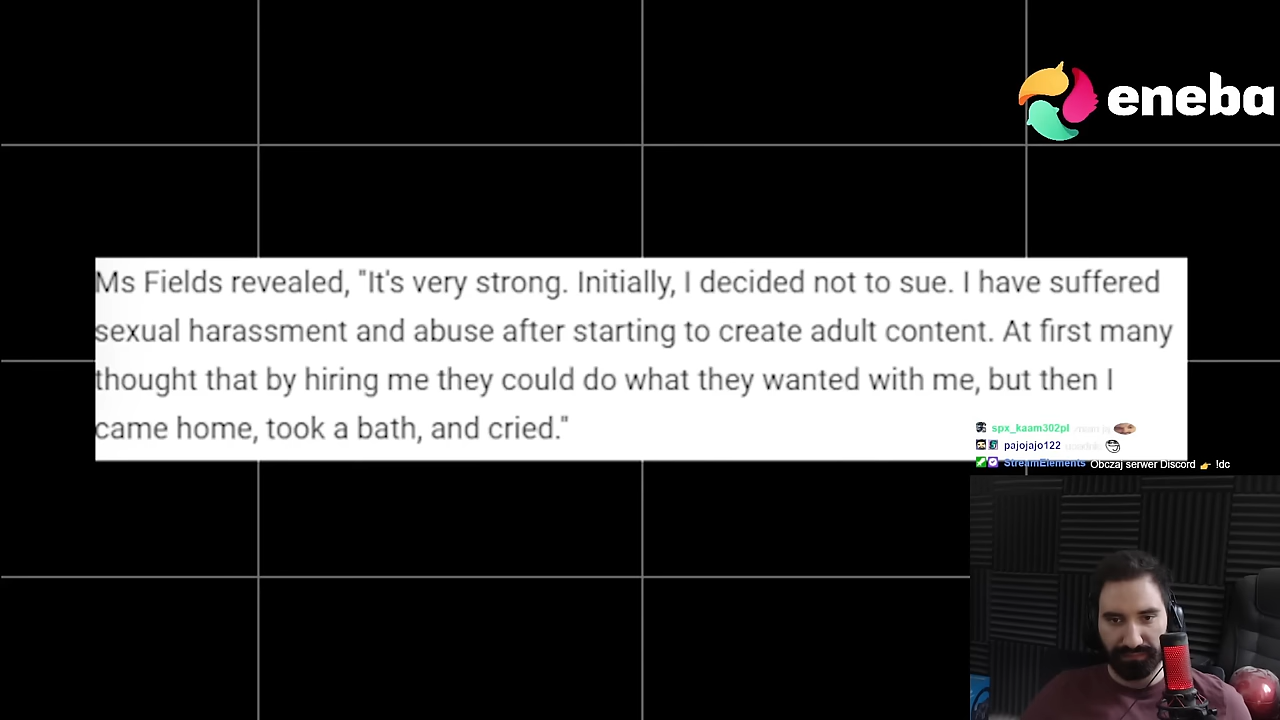 eneba
Ms Fields revealed, "It's very strong. Initially, I decided not to sue. I have suffered
sexual harassment and abuse after starting to create adult content. At first many
thought that by hiring me they could do what they wanted with me, but then I
came home, took a bath, and cried."
spx_kaam302pl
pajojajo122
StreamElements Obczaj serwer Discord 👉 !dc